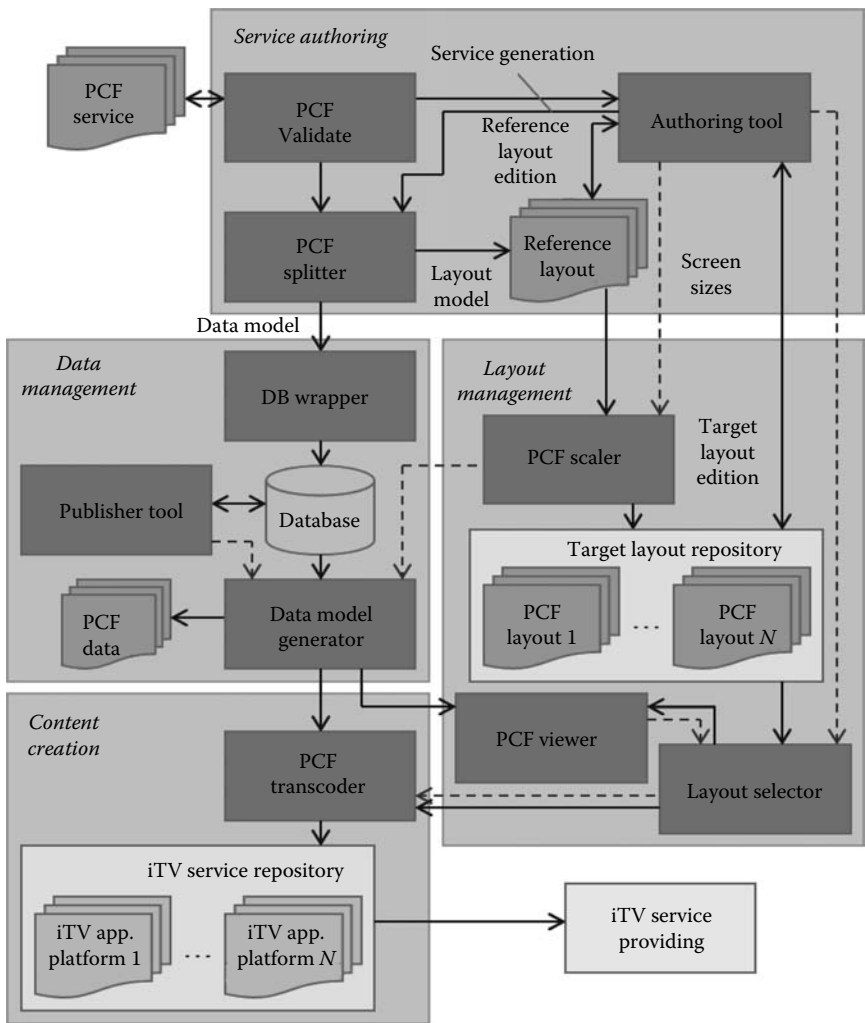 Service authoring
Service generation
PCF
service
PCF
Validate
Authoring tool
Reference
layout
edition
PCF
splitter
Layout
model
Reference
layout
Screen
sizes
Data model
Data
management
DB wrapper
Layout
management
PCF scaler
Target
layout
edition
Publisher tool
Database
Target layout repository
PCF
data
Data model
generator
PCF
layout 1
...
PCF
layout N
Content
creation
PCF
transcoder
PCF viewer
Layout selector
iTV service repository
iTV app.
platform 1
...
iTV app.
platform N
iTV service
providing